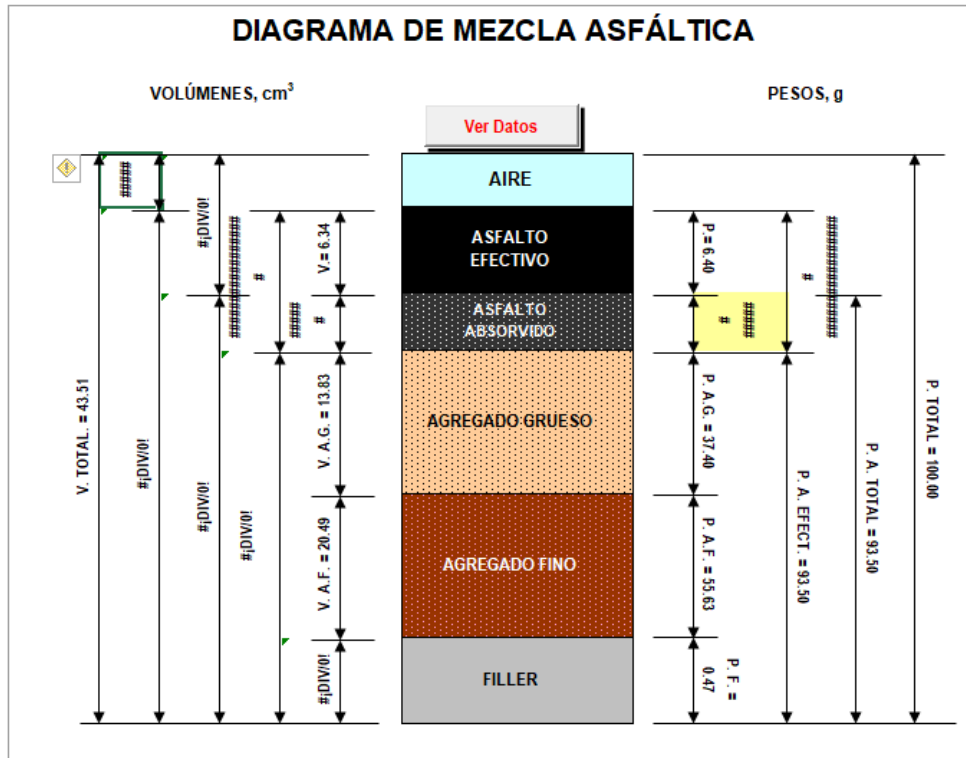 DIAGRAMA DE MEZCLA ASFÁLTICA
VOLÚMENES, cm³
PESOS, g
Ver Datos
V. TOTAL. = 43.51
#####
#¡DIV/0!
#¡DIV/0!
#¡DIV/0!
#
#¡DIV/0!
V.= 6.34
####
#
V. A.G. = 13.83
V. A.F. = 20.49
#¡DIV/0!
AIRE
ASFALTO
EFECTIVO
ASFALTO
ABSORVIDO
AGREGADO GRUESO
AGREGADO FINO
FILLER
P.= 6.40
#####
#
P. A.G. = 37.40
P. A.F. = 55.63
P. F. =
0.47
#
P. A. EFECT. = 93.50
P. A. TOTAL = 93.50
P. TOTAL = 100.00